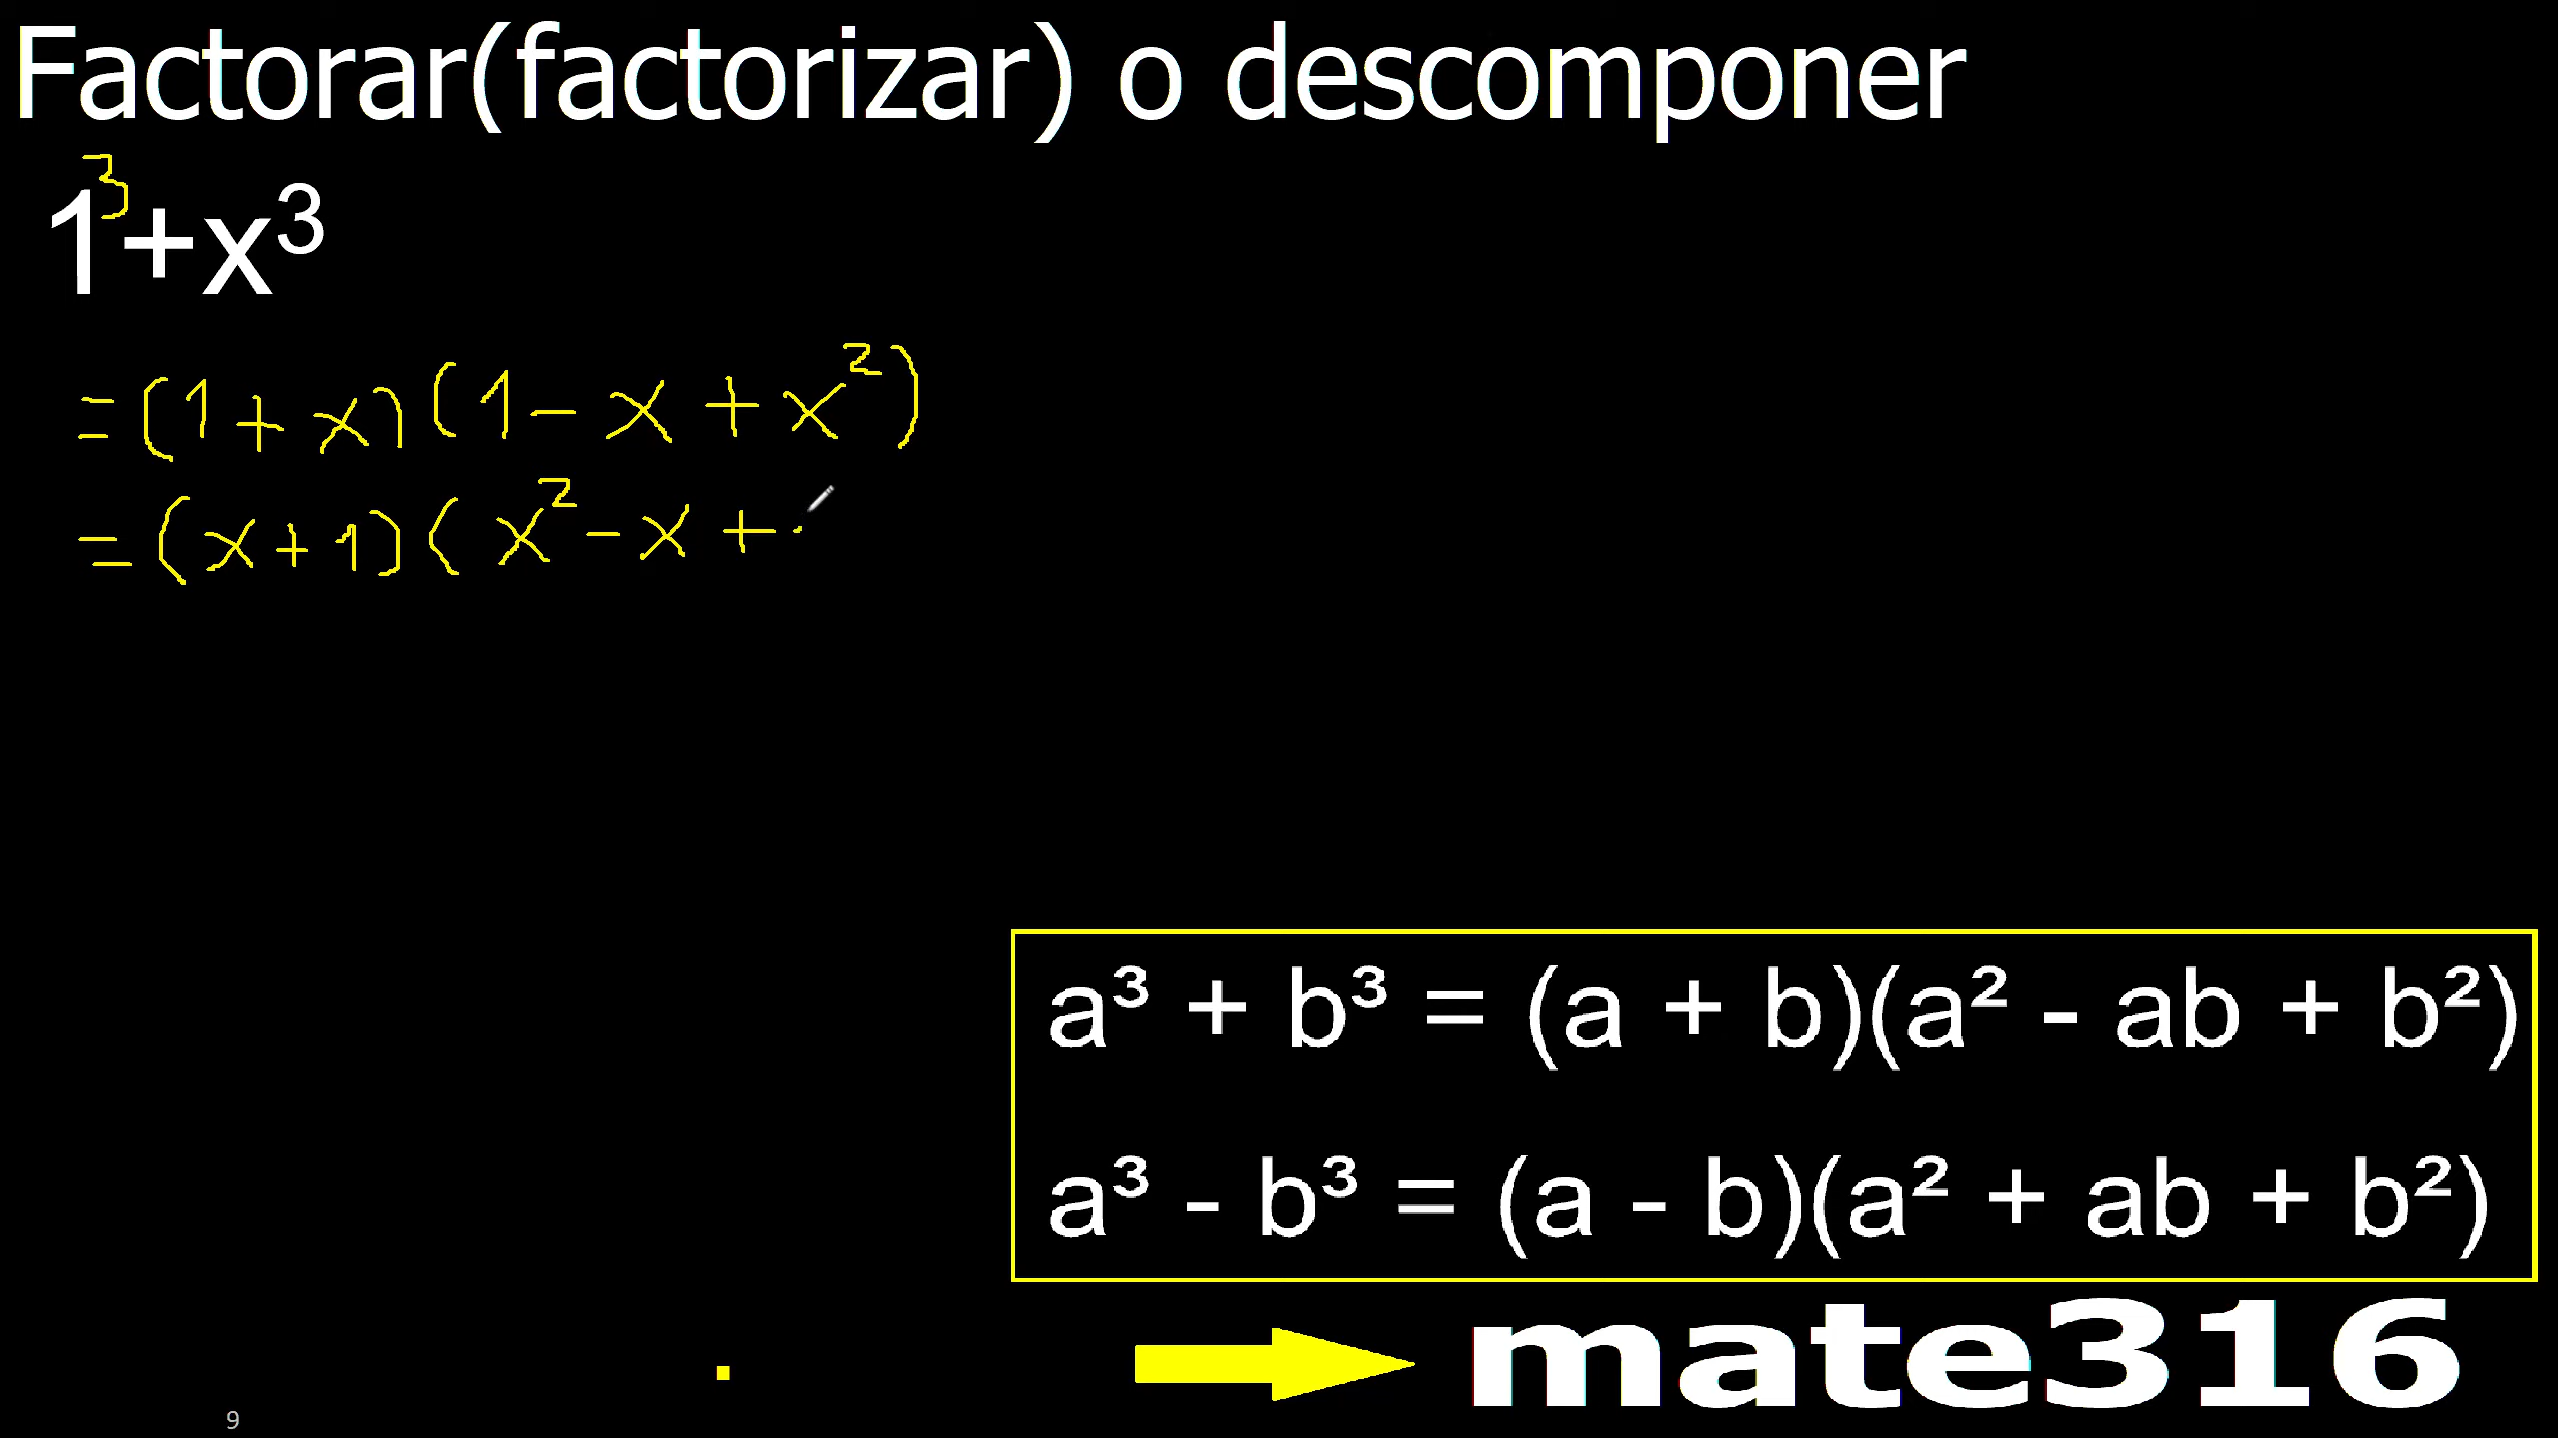 Factorar(factorizar) o descomponer
1³+x³
=(1+x)(1-x+x²)
=(x+1)(x²-x+
a³ + b³ = (a + b)(a² - ab + b²)
a³ - b³ = (a - b)(a² + ab + b²)
mate316
9